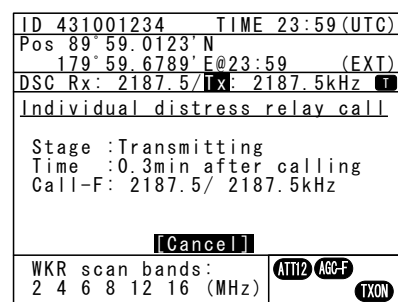 ID 431001234 TIME 23:59(UTC)
Pos 89°59.0123'N
179°59.6789'E@23:59 (EXT)
DSC Rx: 2187.5/Tx: 2187.5kHz T
Individual distress relay call
Stage :Transmitting
Time :0.3min after calling
Call-F: 2187.5/ 2187.5kHz
[Cancel]
WKR scan bands: ATT12 AGC-F
2 4 6 8 12 16 (MHz) TXON